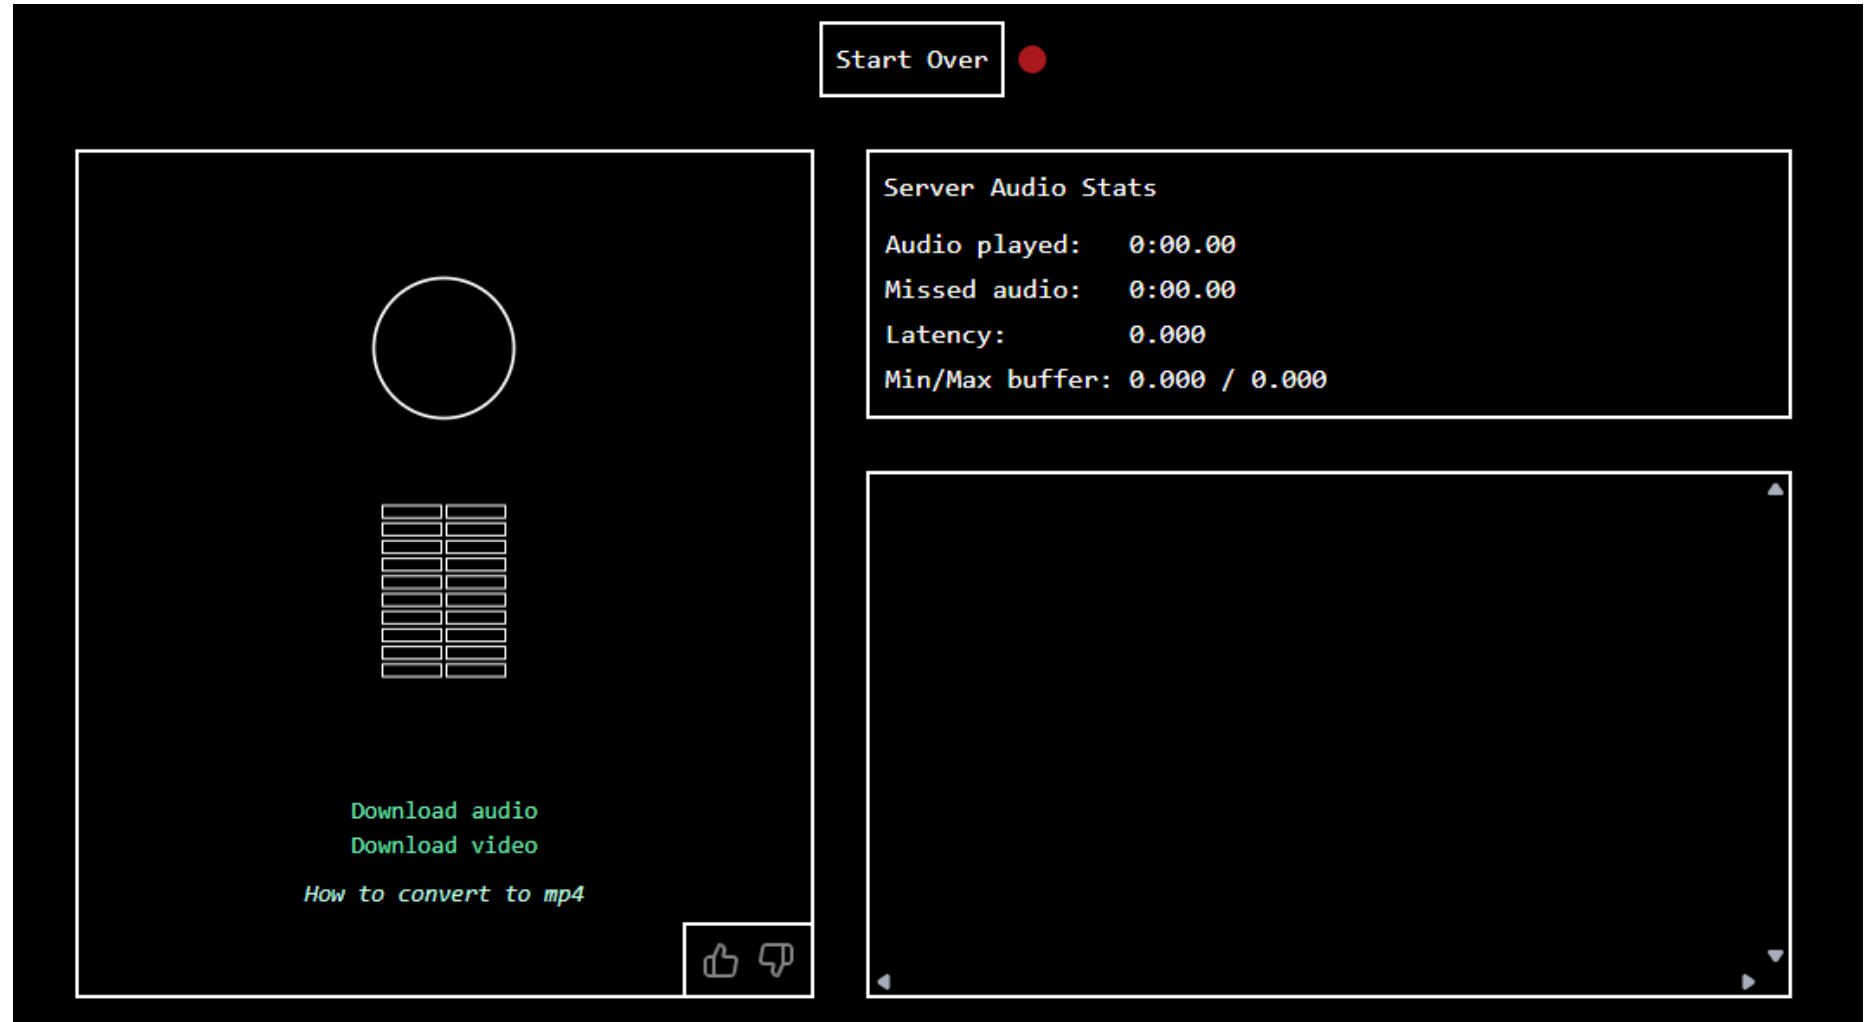 Start Over
Server Audio Stats
Audio played: 0:00.00
Missed audio: 0:00.00
Latency: 0.000
Min/Max buffer: 0.000 / 0.000
Download audio
Download video
How to convert to mp4